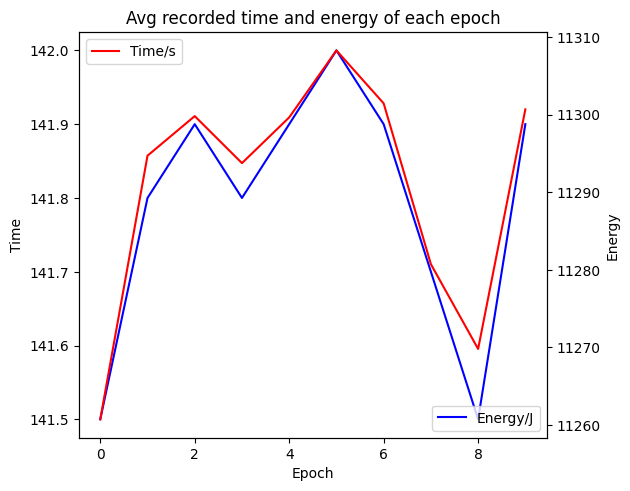 Avg recorded time and energy of each epoch
Time/s
Energy/J
142.0
141.9
141.8
141.7
141.6
141.5
Time
11310
11300
11290
11280
11270
11260
Energy
0
2
4
6
8
Epoch